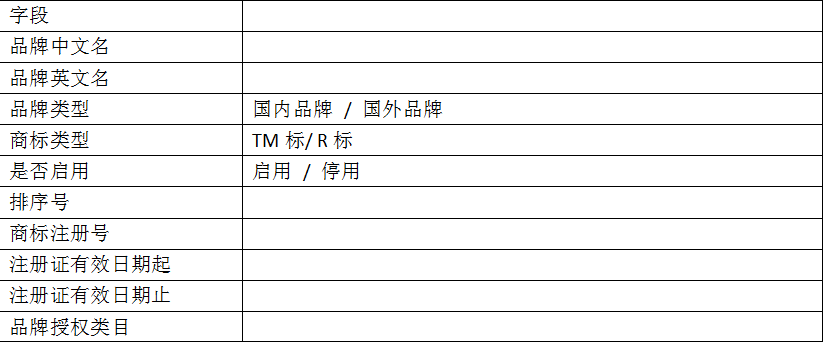 字段
品牌中文名
品牌英文名
品牌类型 国内品牌 / 国外品牌
商标类型 TM 标/ R 标
是否启用 启用 / 停用
排序号
商标注册号
注册证有效日期起
注册证有效日期止
品牌授权类目